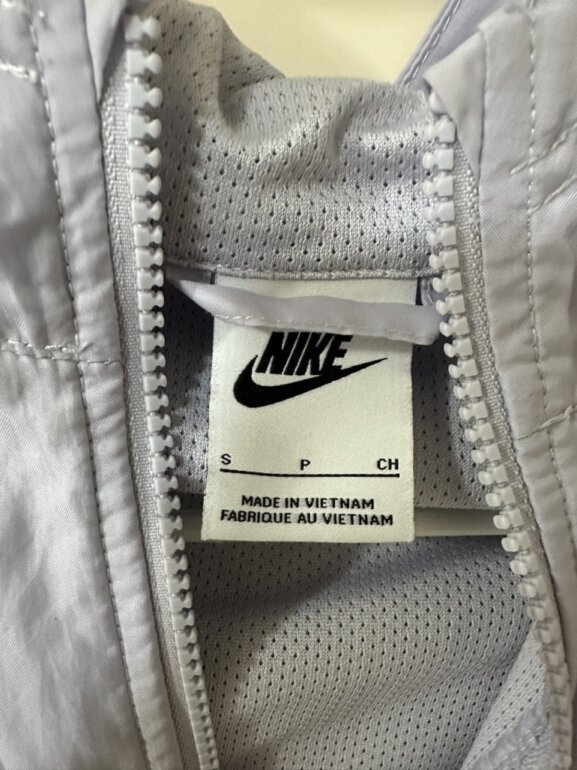 NIKE
S P CH
MADE IN VIETNAM
FABRIQUE AU VIETNAM